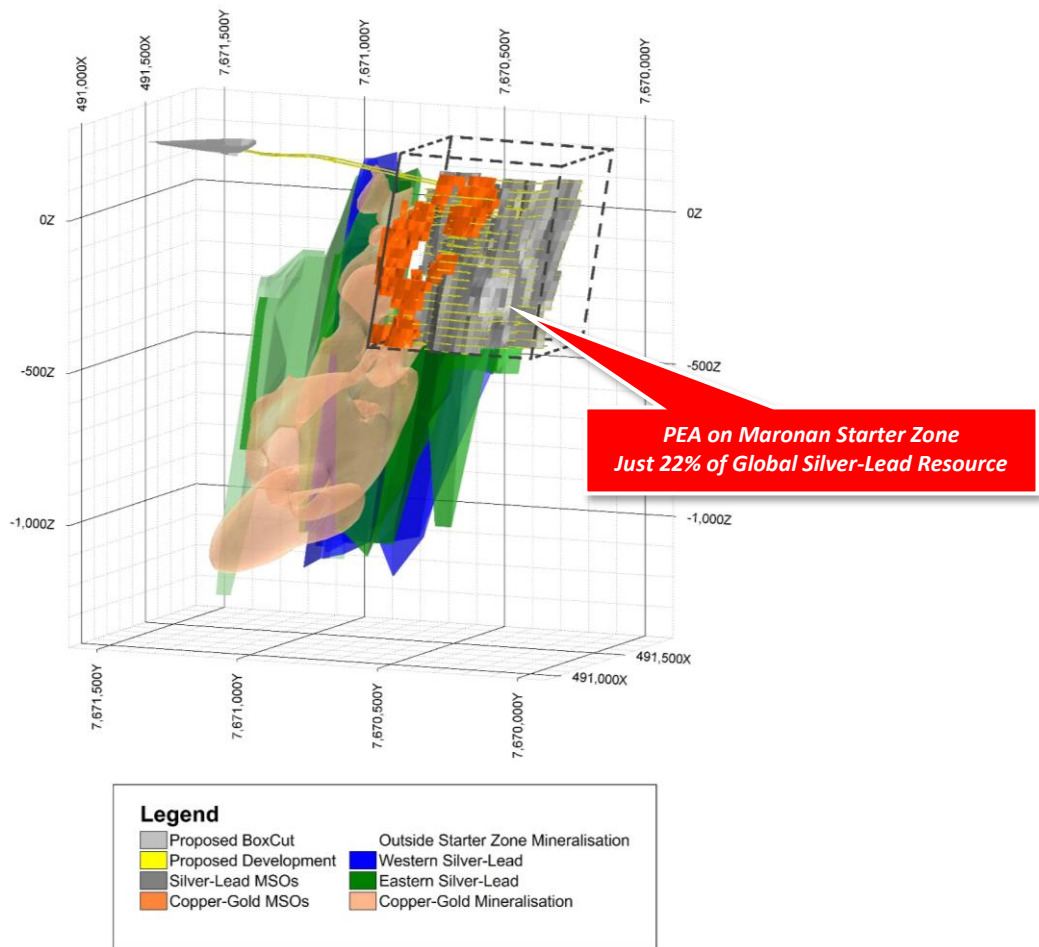 491,000X
491,500X
7,671,500Y
7,671,000Y
7,670,500Y
7,670,000Y
0Z
0Z
-500Z
-500Z
PEA on Maronan Starter Zone
Just 22% of Global Silver-Lead Resource
-1,000Z
-1,000Z
491,500X
491,000X
7,671,500Y
7,671,000Y
7,670,500Y
7,670,000Y
Legend
Proposed BoxCut
Proposed Development
Silver-Lead MSOs
Copper-Gold MSOs
Outside Starter Zone Mineralisation
Western Silver-Lead
Eastern Silver-Lead
Copper-Gold Mineralisation